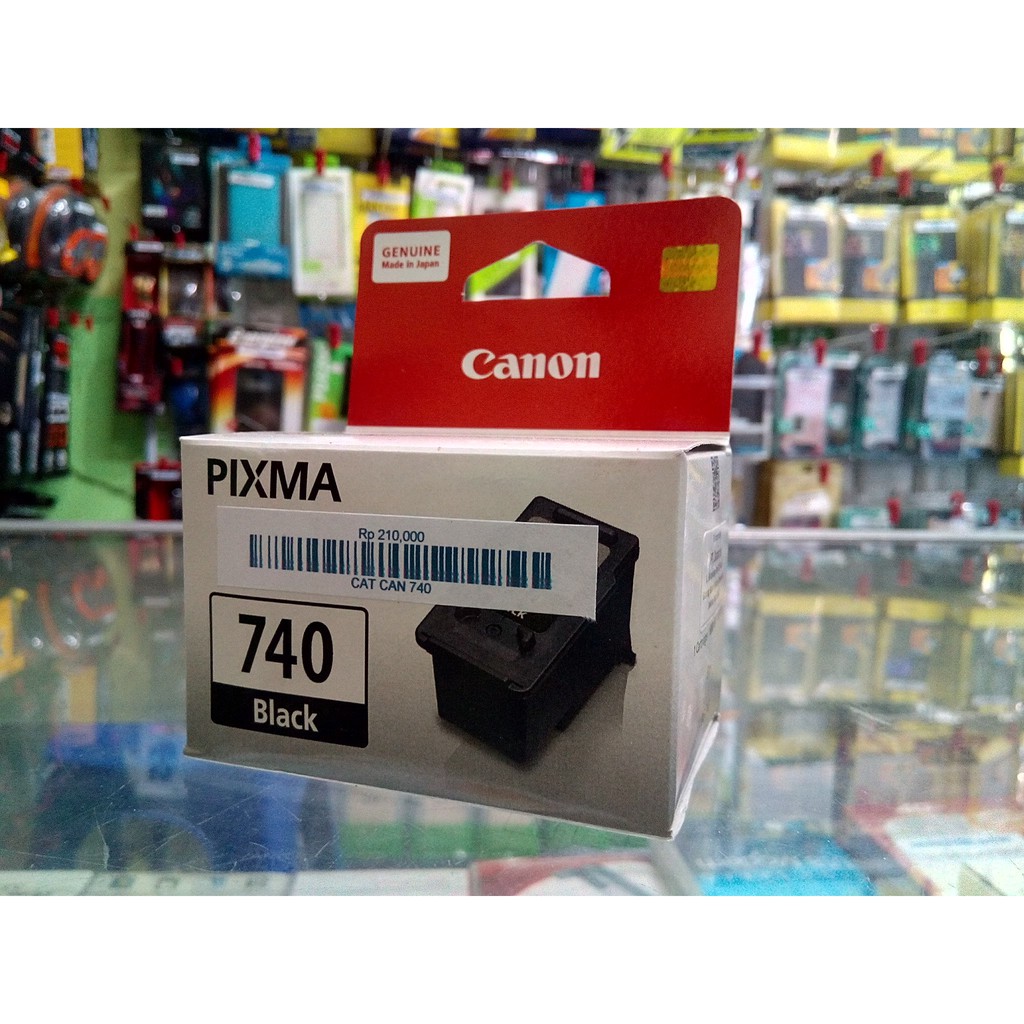 GENUINE
Made in Japan
Canon
PIXMA
Rp 210,000
CAT CAN 740
740
Black